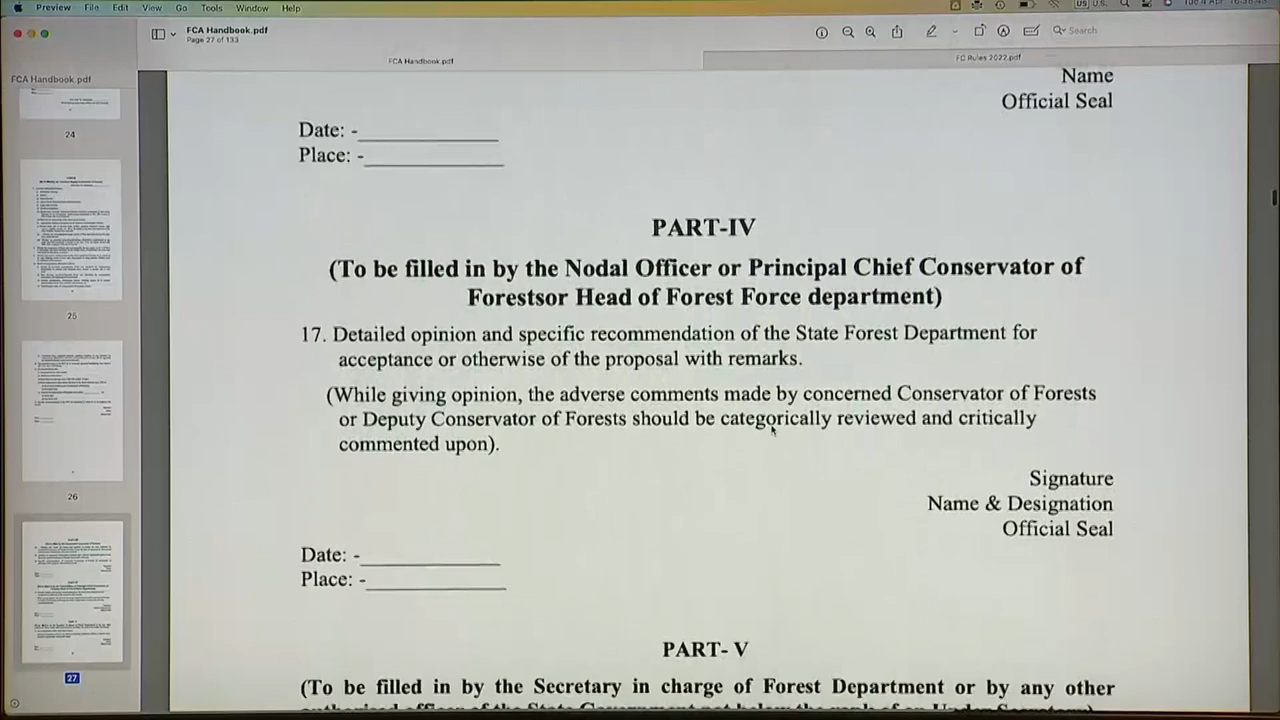 Preview File Edit View Go Tools Window Help
US U.S.
FCA Handbook.pdf
Page 27 of 133
Search
FCA Handbook.pdf
FC Rules 2022.pdf
FCA Handbook.pdf
24
25
26
27
Name
Official Seal
Date: -
Place: -
PART-IV
(To be filled in by the Nodal Officer or Principal Chief Conservator of
Forestsor Head of Forest Force department)
17. Detailed opinion and specific recommendation of the State Forest Department for
acceptance or otherwise of the proposal with remarks.
(While giving opinion, the adverse comments made by concerned Conservator of Forests
or Deputy Conservator of Forests should be categorically reviewed and critically
commented upon).
Signature
Name & Designation
Official Seal
Date: -
Place: -
PART- V
(To be filled in by the Secretary in charge of Forest Department or by any other